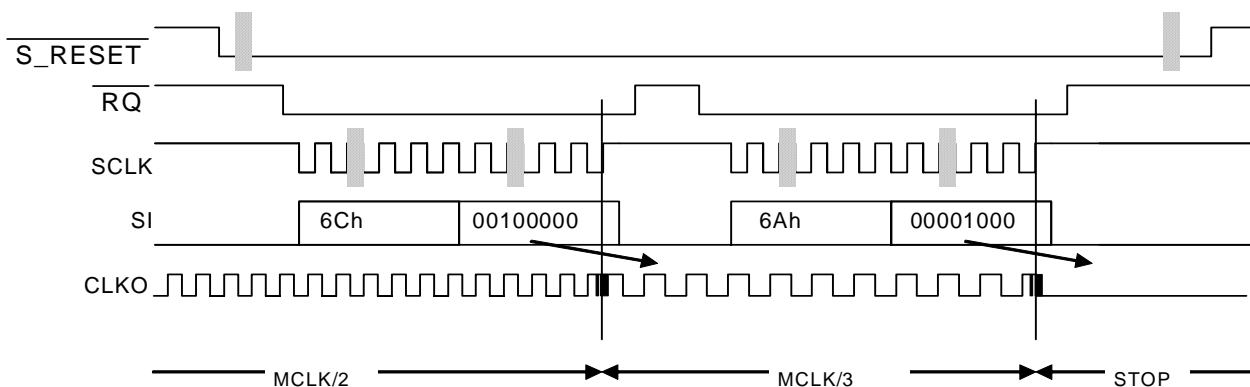 S_RESET
RQ
SCLK
SI 6Ch 00100000 6Ah 00001000
CLKO
MCLK/2 MCLK/3 STOP